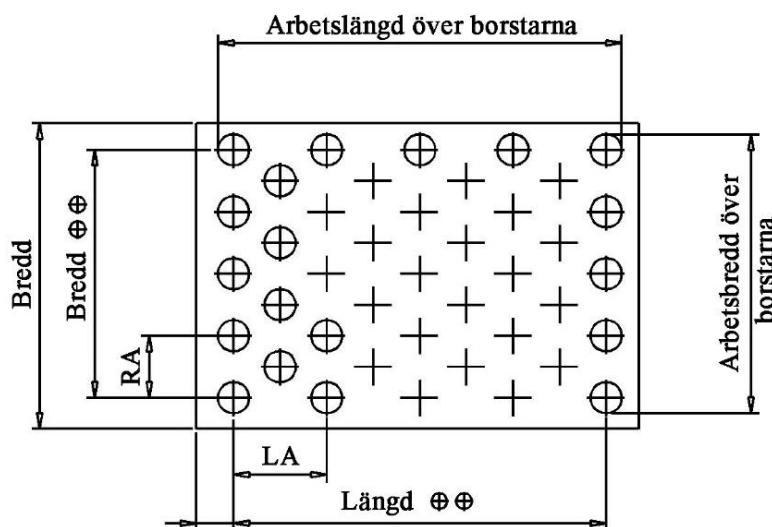 Arbetslängd över borstarna
Bredd
Bredd ⊕⊕
RA
Arbetsbredd över
borstarna
LA
Längd ⊕⊕